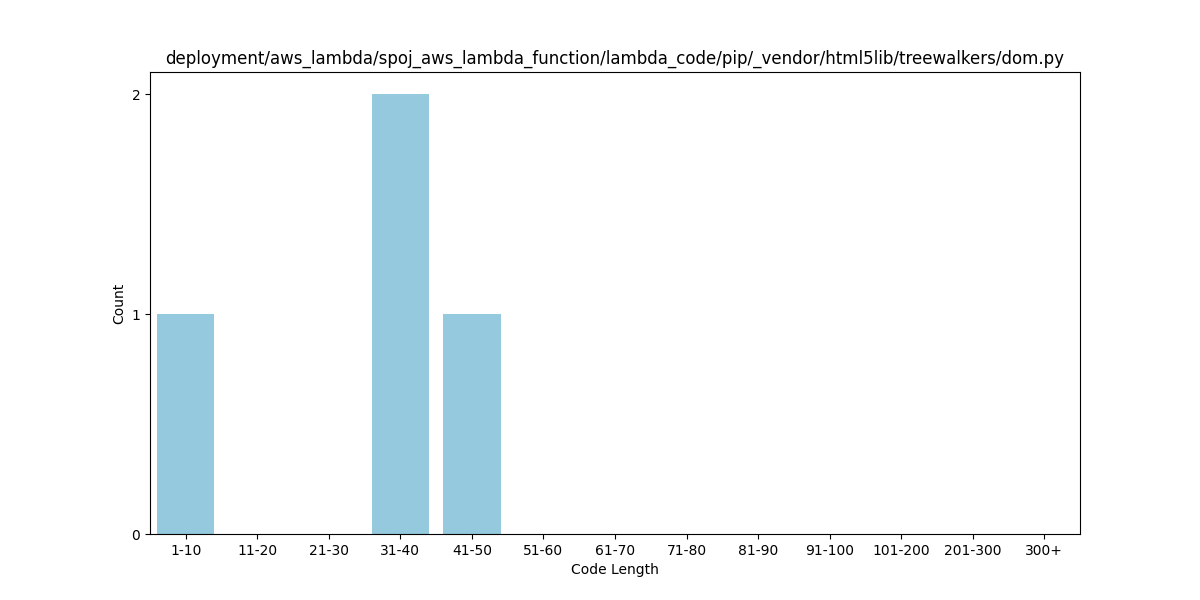 deployment/aws_lambda/spoj_aws_lambda_function/lambda_code/pip/_vendor/html5lib/treewalkers/dom.py
2
1
0
Count
1-10 11-20 21-30 31-40 41-50 51-60 61-70 71-80 81-90 91-100 101-200 201-300 300+
Code Length